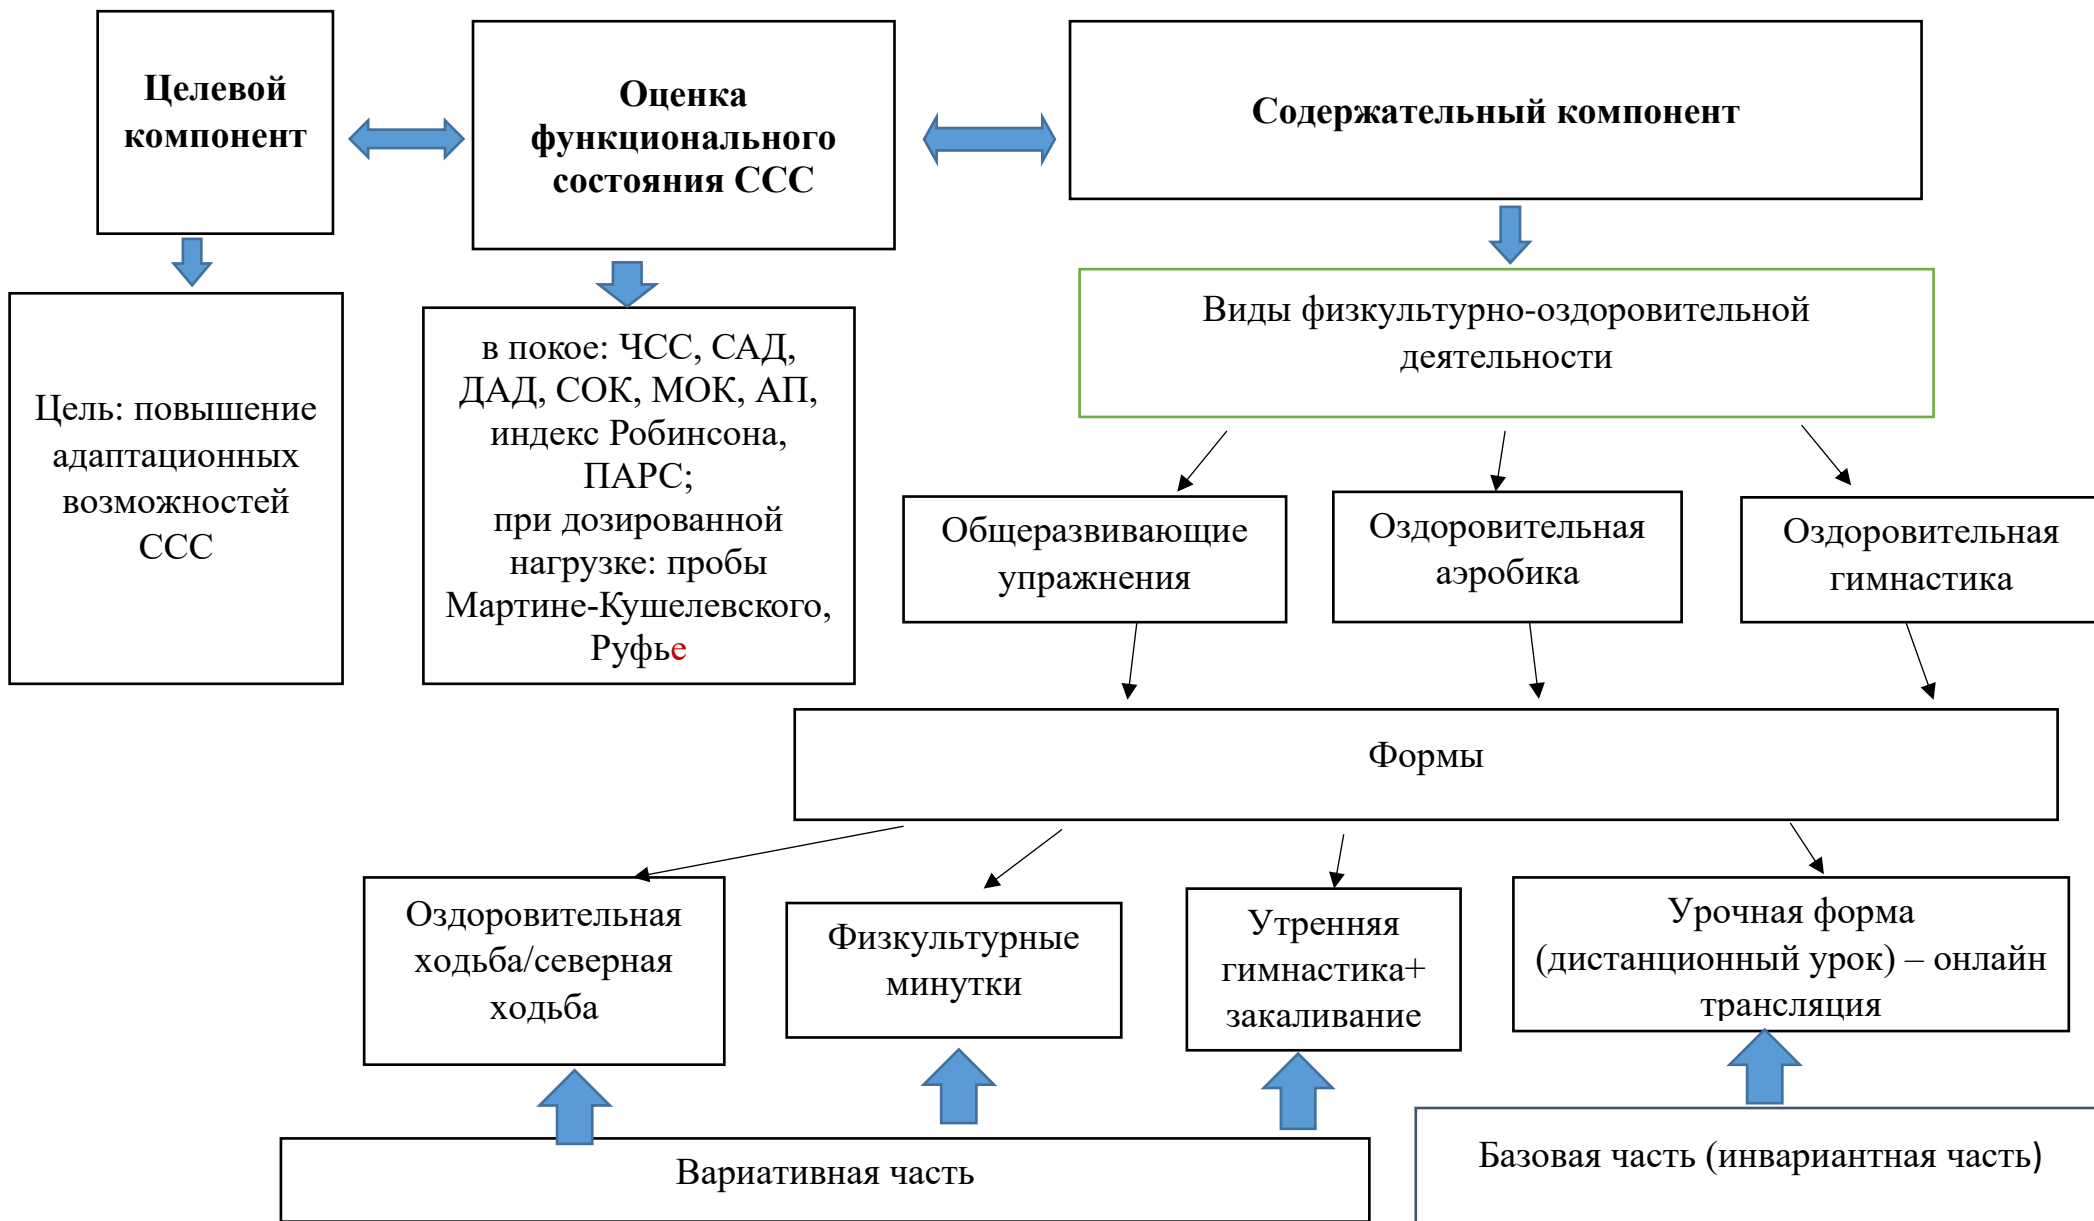 Целевой
компонент
Оценка
функционального
состояния ССС
Содержательный компонент
Цель: повышение
адаптационных
возможностей
ССС
в покое: ЧСС, САД,
ДАД, СОК, МОК, АП,
индекс Робинсона,
ПАРС;
при дозированной
нагрузке: пробы
Мартине-Кушелевского,
Руфье
Виды физкультурно-оздоровительной
деятельности
Общеразвивающие
упражнения
Оздоровительная
аэробика
Оздоровительная
гимнастика
Формы
Оздоровительная
ходьба/северная
ходьба
Физкультурные
минутки
Утренняя
гимнастика+
закаливание
Урочная форма
(дистанционный урок) – онлайн
трансляция
Вариативная часть
Базовая часть (инвариантная часть)